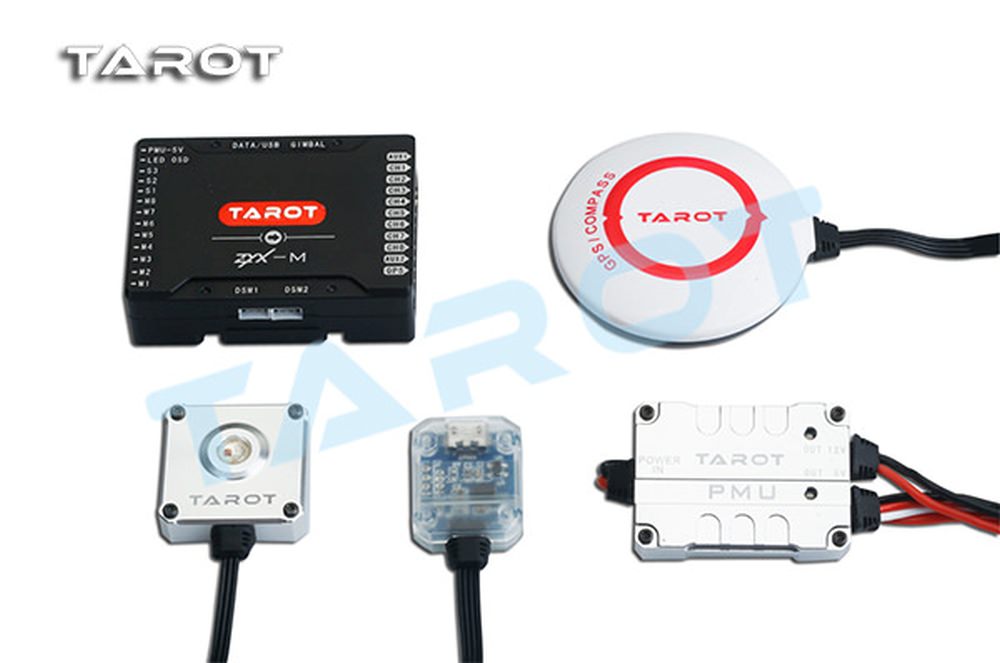 TAROT
PMU-5V
LED OSD
S3
S2
S1
M8
M7
M6
M5
M4
M3
M2
M1
DATA/USB GIMBAL
TAROT
ZYX-M
DSM1 DSM2
AUX1
CH1
CH2
CH3
CH4
CH5
CH6
CH7
CH8
AUX2
GPS
GPS/COMPASS
TAROT
TAROT
TAROT
POWER
IN
TAROT
PMU
OUT 12V
OUT 5V